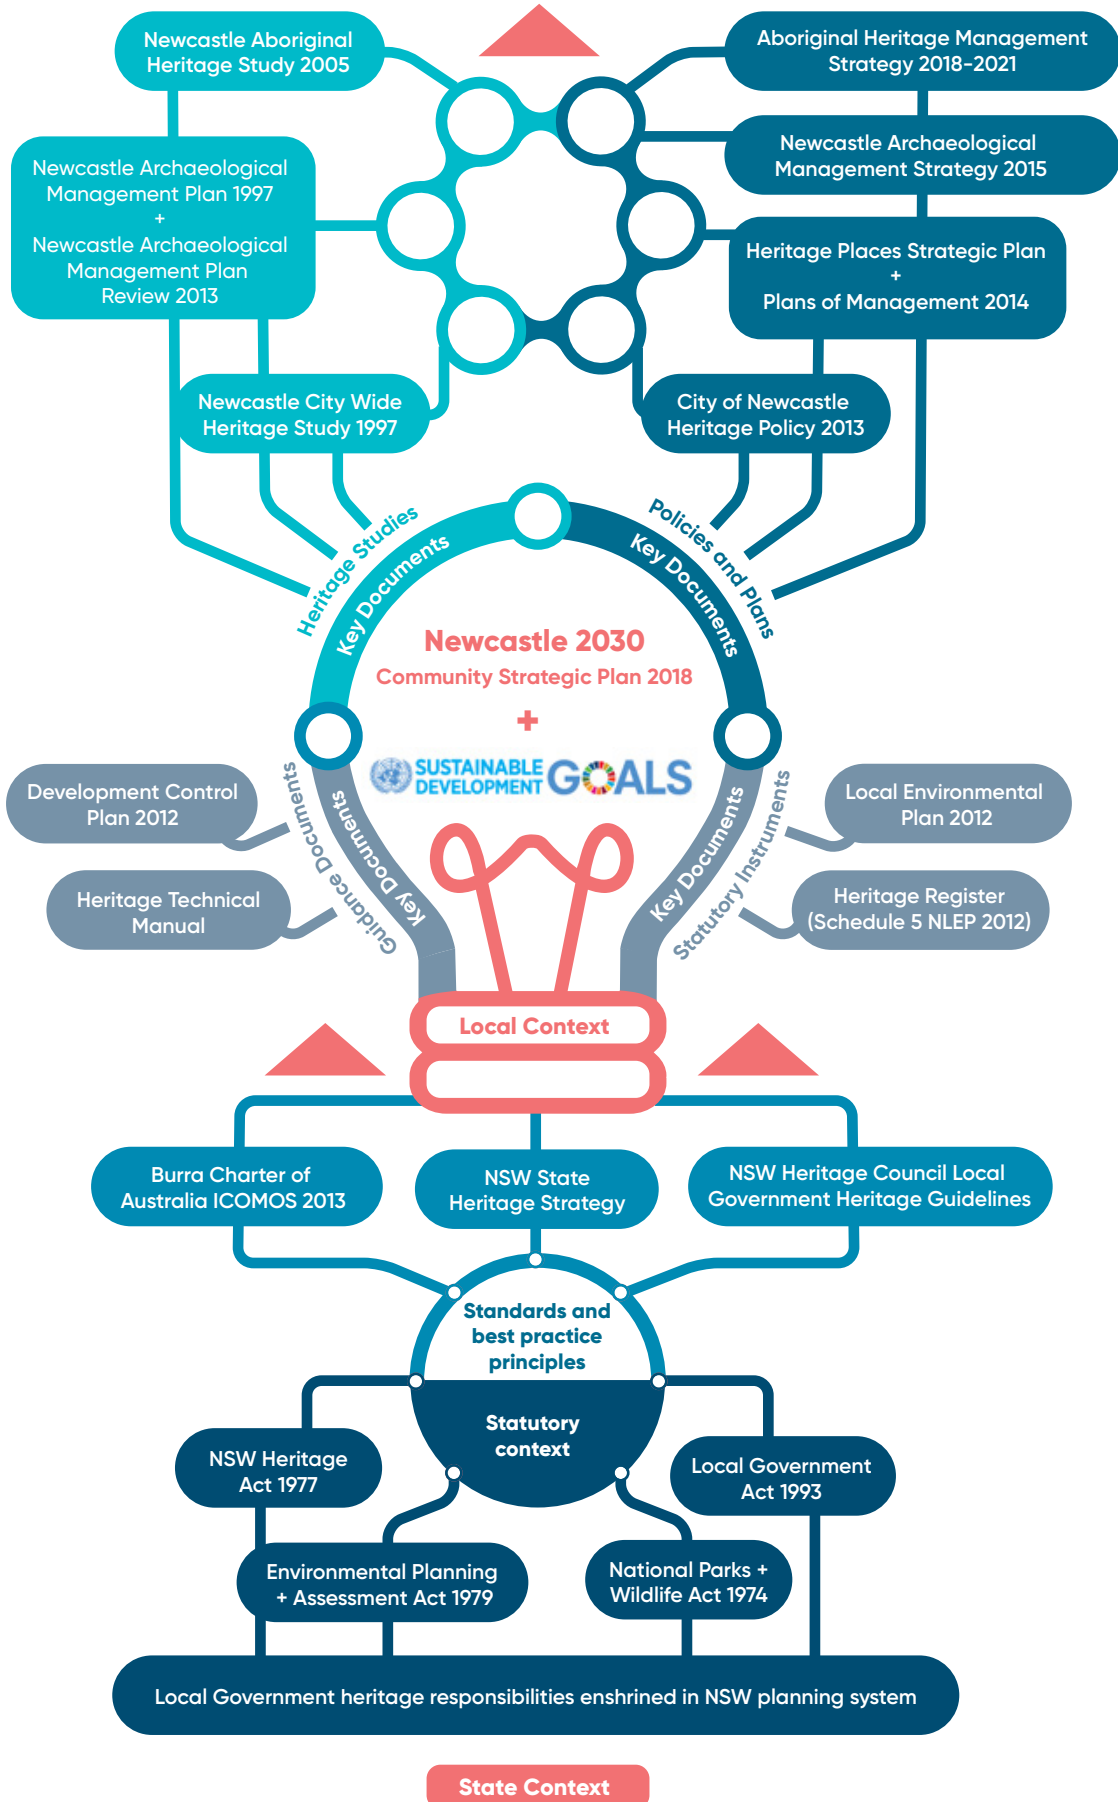 Newcastle Aboriginal
Heritage Study 2005
Aboriginal Heritage Management
Strategy 2018-2021
Newcastle Archaeological
Management Plan 1997
+
Newcastle Archaeological
Management Plan
Review 2013
Newcastle Archaeological
Management Strategy 2015
Heritage Places Strategic Plan
+
Plans of Management 2014
Newcastle City Wide
Heritage Study 1997
City of Newcastle
Heritage Policy 2013
Heritage Studies
Key Documents
Policies and Plans
Key Documents
Newcastle 2030
Community Strategic Plan 2018
+
SUSTAINABLE
DEVELOPMENT
GOALS
Development Control
Plan 2012
Heritage Technical
Manual
Guidance Documents
Key Documents
Key Documents
Statutory Instruments
Local Environmental
Plan 2012
Heritage Register
(Schedule 5 NLEP 2012)
Local Context
Burra Charter of
Australia ICOMOS 2013
NSW State
Heritage Strategy
NSW Heritage Council Local
Government Heritage Guidelines
Standards and
best practice
principles
Statutory
context
NSW Heritage
Act 1977
Local Government
Act 1993
Environmental Planning
+ Assessment Act 1979
National Parks +
Wildlife Act 1974
Local Government heritage responsibilities enshrined in NSW planning system
State Context